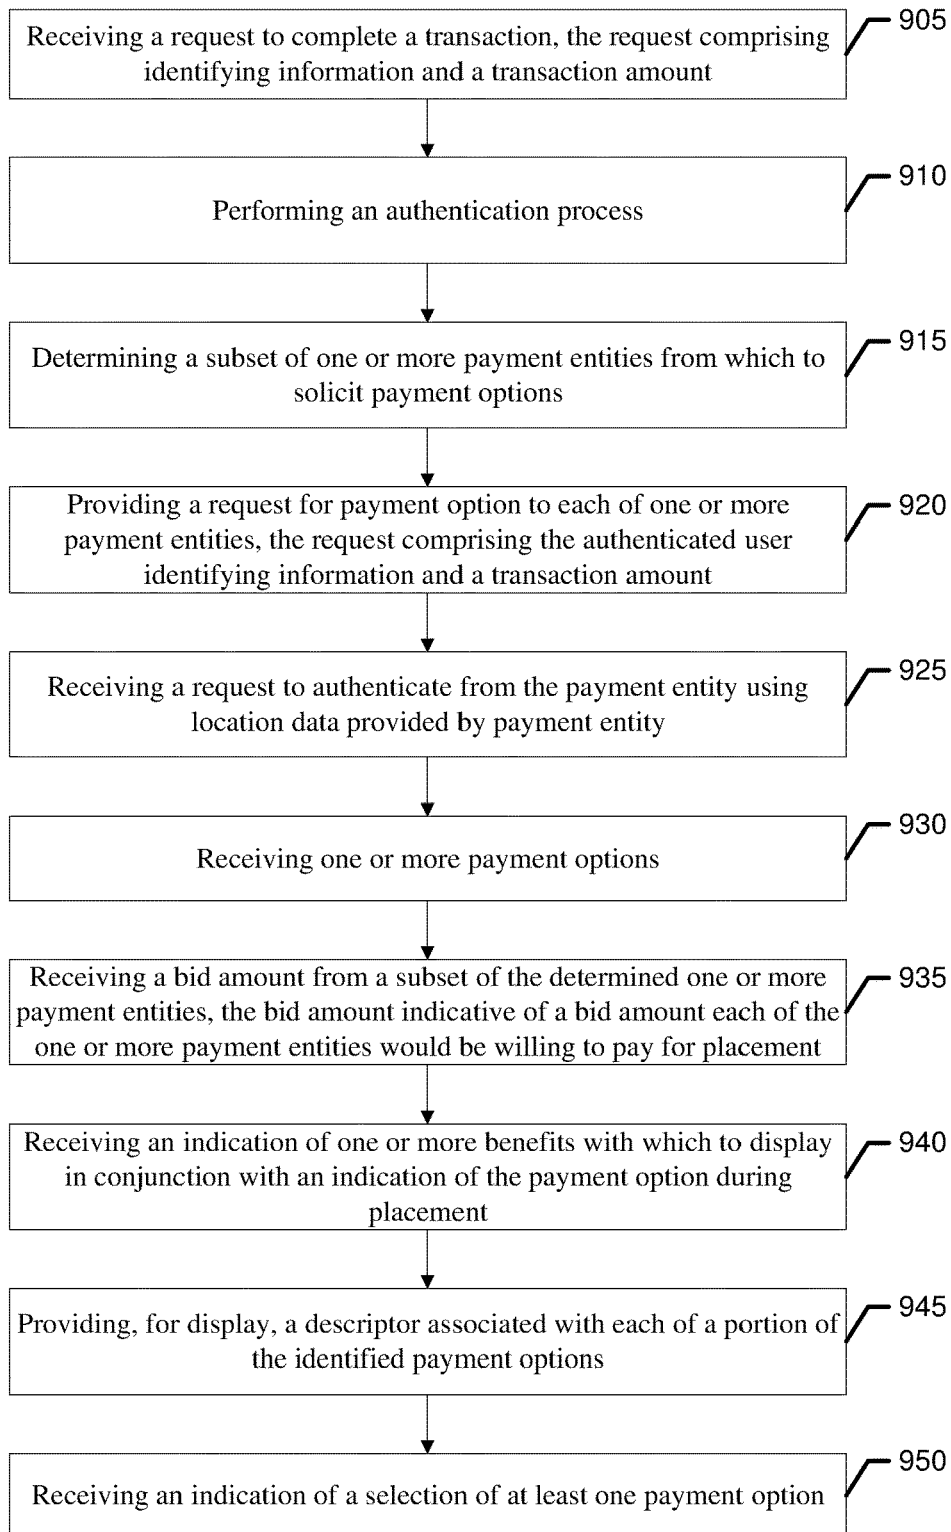 Receiving a request to complete a transaction, the request comprising
identifying information and a transaction amount
905
Performing an authentication process
910
Determining a subset of one or more payment entities from which to
solicit payment options
915
Providing a request for payment option to each of one or more
payment entities, the request comprising the authenticated user
identifying information and a transaction amount
920
Receiving a request to authenticate from the payment entity using
location data provided by payment entity
925
Receiving one or more payment options
930
Receiving a bid amount from a subset of the determined one or more
payment entities, the bid amount indicative of a bid amount each of the
one or more payment entities would be willing to pay for placement
935
Receiving an indication of one or more benefits with which to display
in conjunction with an indication of the payment option during
placement
940
Providing, for display, a descriptor associated with each of a portion of
the identified payment options
945
Receiving an indication of a selection of at least one payment option
950